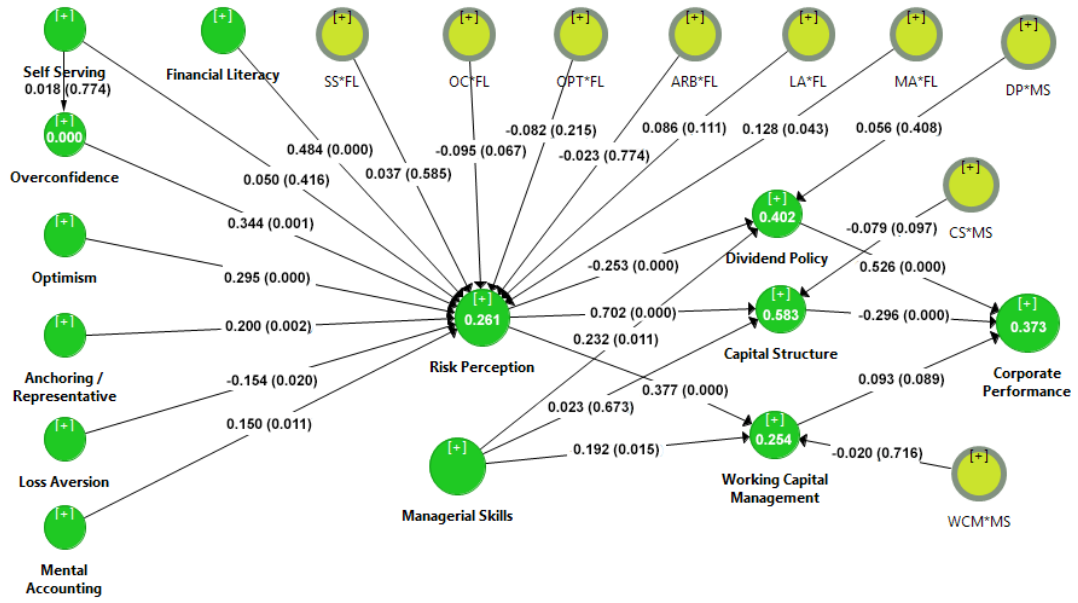 [+] [+] [+] [+] [+] [+] [+] [+] [+]
Self Serving
Financial Literacy
SS*FL
OC*FL
OPT*FL
ARB*FL
LA*FL
MA*FL
DP*MS
0.018 (0.774)
[+]
0.000
Overconfidence
0.484 (0.000)
0.050 (0.416)
0.037 (0.585)
-0.095 (0.067)
-0.082 (0.215)
-0.023 (0.774)
0.086 (0.111)
0.128 (0.043)
0.056 (0.408)
[+]
CS*MS
-0.079 (0.097)
0.344 (0.001)
[+]
Optimism
0.295 (0.000)
[+]
0.402
Dividend Policy
-0.253 (0.000)
0.526 (0.000)
[+]
Anchoring /
Representative
0.200 (0.002)
[+]
0.261
Risk Perception
0.702 (0.000)
0.232 (0.011)
[+]
0.583
Capital Structure
-0.296 (0.000)
[+]
0.373
Corporate
Performance
-0.154 (0.020)
0.150 (0.011)
[+]
Loss Aversion
0.377 (0.000)
0.023 (0.673)
0.093 (0.089)
[+]
Managerial Skills
0.192 (0.015)
[+]
0.254
Working Capital
Management
-0.020 (0.716)
[+]
WCM*MS
[+]
Mental
Accounting